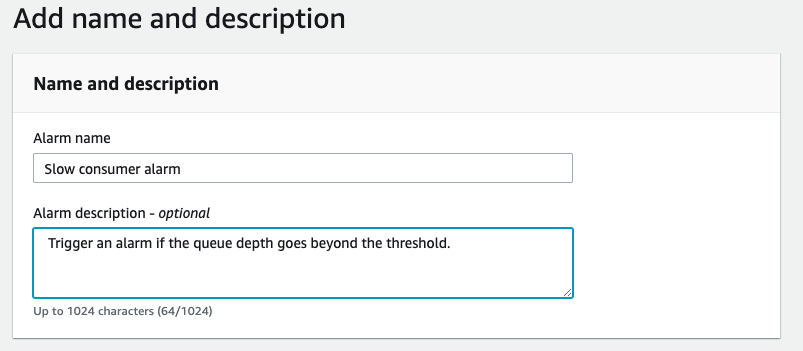 Add name and description
Name and description
Alarm name
Slow consumer alarm
Alarm description - optional
Trigger an alarm if the queue depth goes beyond the threshold.
Up to 1024 characters (64/1024)